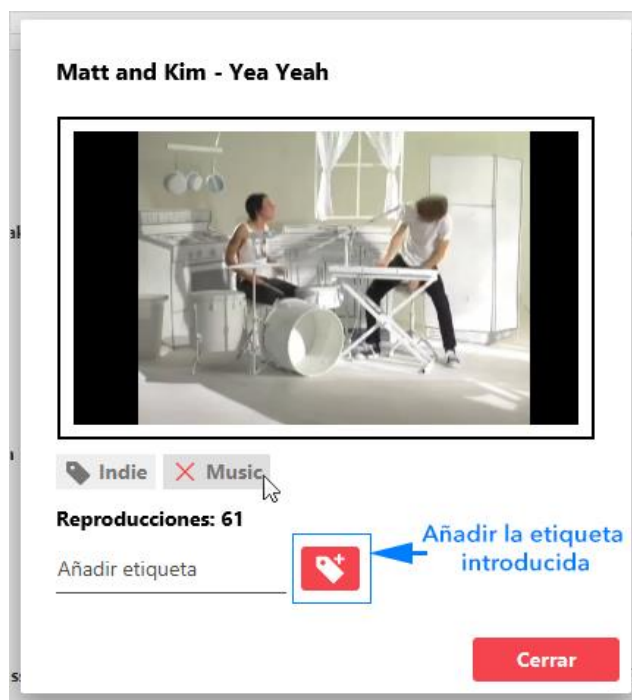 Matt and Kim - Yea Yeah
Indie
Music
Reproducciones: 61
Añadir etiqueta
Añadir la etiqueta
introducida
Cerrar